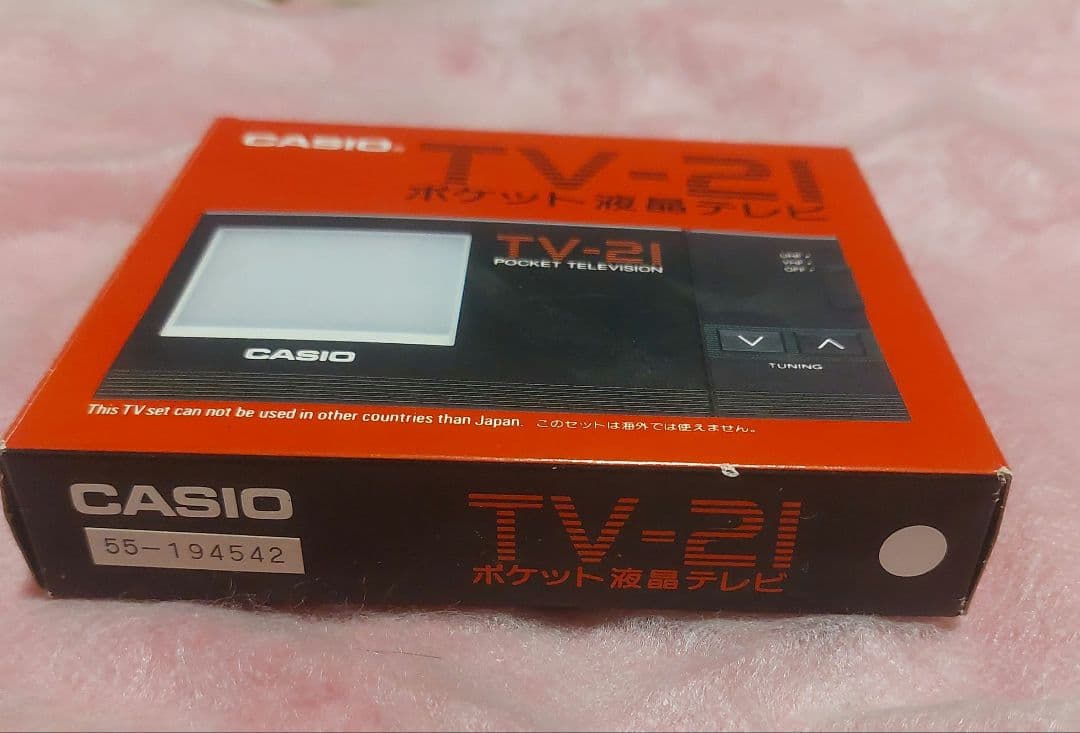 CASIO
TV-21
ポケット液晶テレビ
TV-21
POCKET TELEVISION
UHF
VHF
OFF
CASIO
TUNING
This TV set can not be used in other countries than Japan. このセットは海外では使えません。
CASIO
55-194542
TV-21
ポケット液晶テレビ